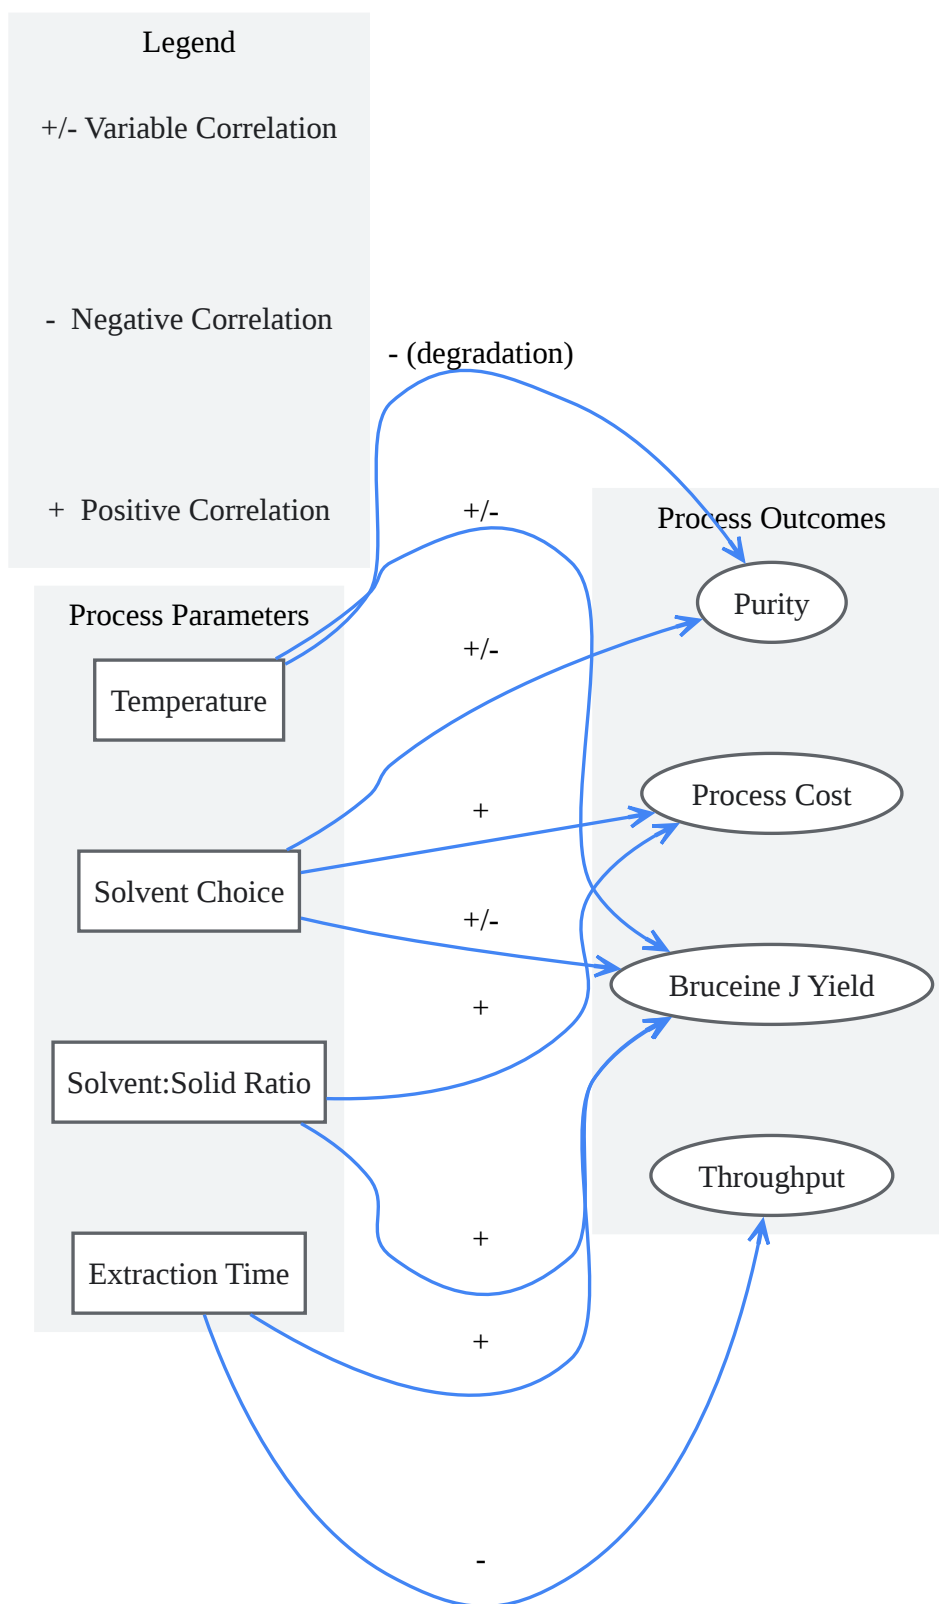 Legend
+/- Variable Correlation
- Negative Correlation
+ Positive Correlation
- (degradation)
+/-
+/-
+
+/-
+
+
+
-
Process Parameters
Temperature
Solvent Choice
Solvent:Solid Ratio
Extraction Time
Process Outcomes
Purity
Process Cost
Bruceine J Yield
Throughput